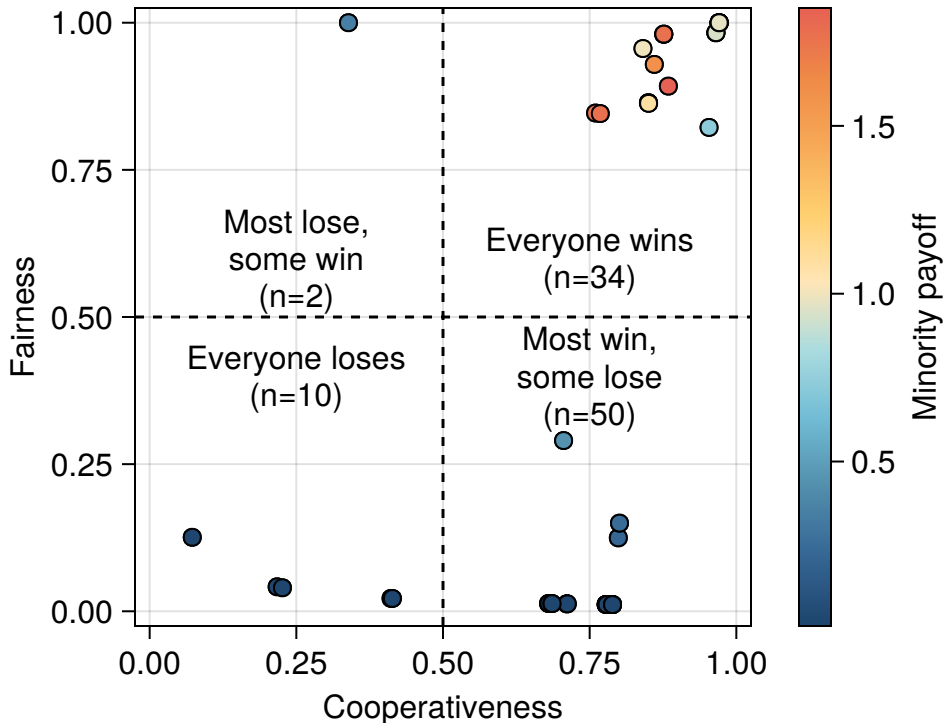 1.00
0.75
0.50
0.25
0.00
Fairness
Most lose,
some win
(n=2)
Everyone wins
(n=34)
Everyone loses
(n=10)
Most win,
some lose
(n=50)
0.00 0.25 0.50 0.75 1.00
Cooperativeness
1.5
1.0
0.5
Minority payoff